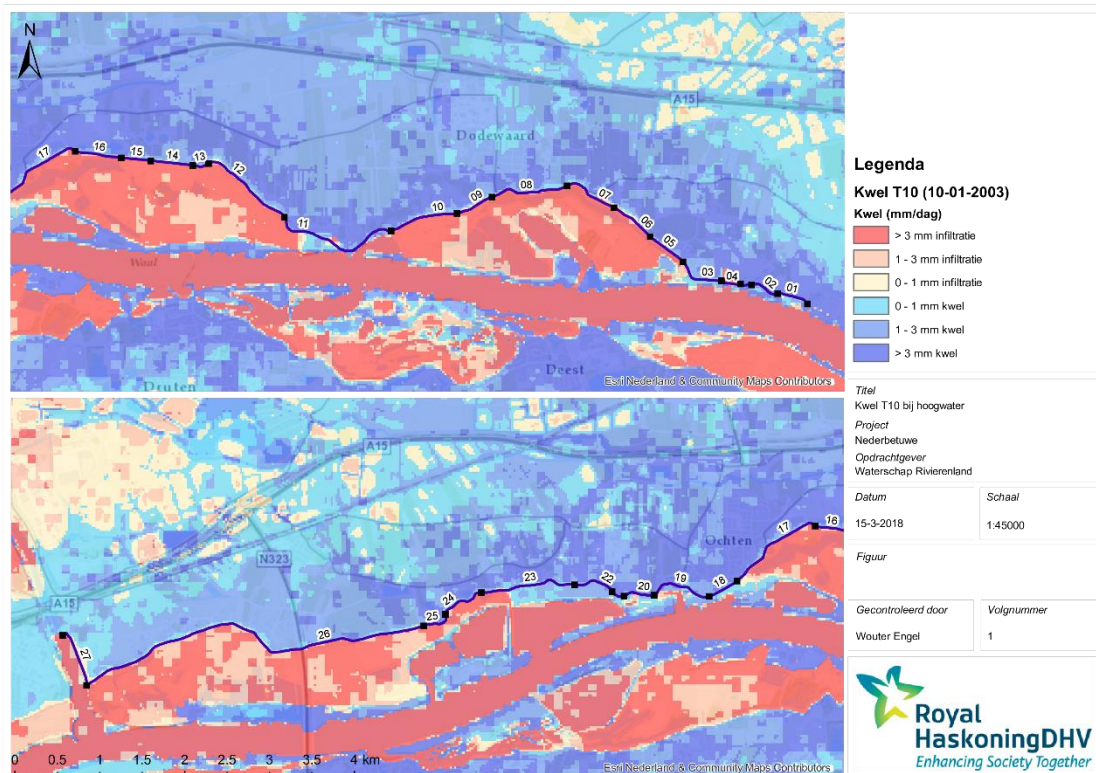 N
A15
Dodewaard
17
16
15
14
13
12
11
10
09
08
07
06
05
03
04
02
01
Waal
Druten
Deest
Esri Nederland & Community Maps Contributors
A15
N323
A15
Ochten
27
26
25
24
23
22
20
19
18
17
16
0 0.5 1 1.5 2 2.5 3 3.5 4 km
Esri Nederland & Community Maps Contributors
Legenda
Kwel T10 (10-01-2003)
Kwel (mm/dag)
> 3 mm infiltratie
1 - 3 mm infiltratie
0 - 1 mm infiltratie
0 - 1 mm kwel
1 - 3 mm kwel
> 3 mm kwel
Titel
Kwel T10 bij hoogwater
Project
Nederbetuwe
Opdrachtgever
Waterschap Rivierenland
Datum
15-3-2018
Schaal
1:45000
Figuur
Gecontroleerd door
Wouter Engel
Volgnummer
1
Royal
HaskoningDHV
Enhancing Society Together